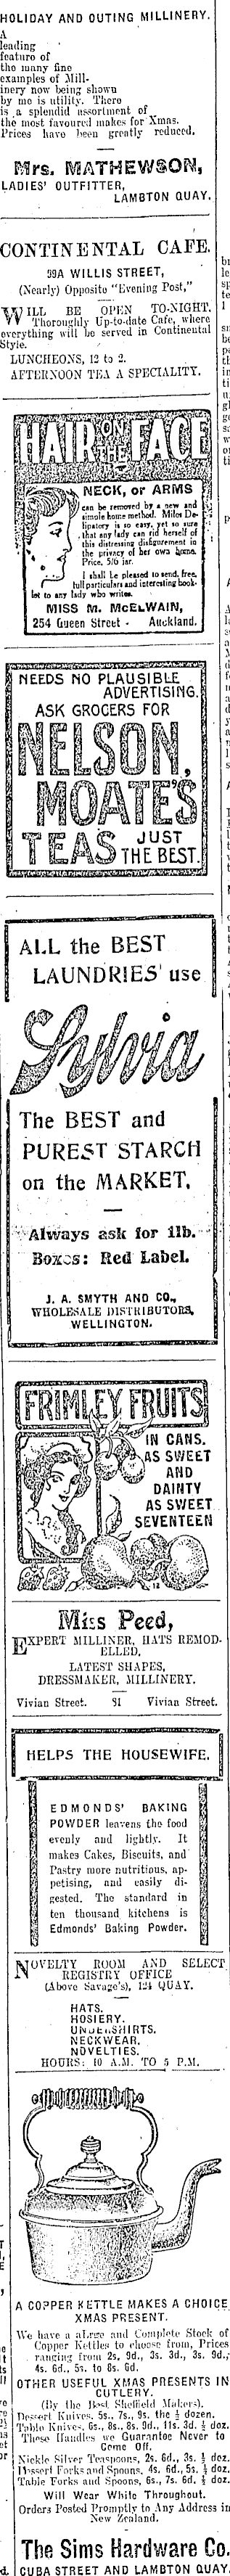 HOLIDAY AND OUTING MILLINERY.
A
leading
feature of
the many fine
examples of Mill-
inery now being shown
by me is utility. There
is a splendid assortment of
the most favoured makes for Xmas.
Prices have been greatly reduced.
Mrs. MATHEWSON,
LADIES' OUTFITTER,
LAMBTON QUAY.
CONTINENTAL CAFE.
99A WILLIS STREET,
(Nearly) Opposite "Evening Post,"
WILL BE OPEN TO-NIGHT.
Thoroughly Up-to-date Cafe, where
everything will be served in Continental
Style.
LUNCHEONS, 12 to 2.
AFTERNOON TEA A SPECIALITY.
HAIR ON THE FACE
NECK, or ARMS
can be removed by a new and
simple home method. Miloe De-
pilatory is so easy, yet so sure
that any lady can rid herself of
this distressing disfigurement in
the privacy of her own home.
Price, 5/6 jar.
I shall be pleased to send, free,
full particulars and interesting book-
let to any lady who writes.
MISS M. McELWAIN,
254 Queen Street - Auckland.
NEEDS NO PLAUSIBLE
ADVERTISING.
ASK GROCERS FOR
NELSON,
MOATE'S
TEAS JUST
THE BEST.
ALL the BEST
LAUNDRIES' use
Sylvia
The BEST and
PUREST STARCH
on the MARKET.
Always ask for 1lb.
Boxes: Red Label.
J. A. SMYTH AND CO.,
WHOLESALE DISTRIBUTORS,
WELLINGTON.
FRIMLEY FRUITS
IN CANS.
AS SWEET
AND
DAINTY
AS SWEET
SEVENTEEN
12
Miss Peed,
EXPERT MILLINER, HATS REMOD-
ELLED,
LATEST SHAPES,
DRESSMAKER, MILLINERY.
Vivian Street. 91 Vivian Street.
HELPS THE HOUSEWIFE.
EDMONDS' BAKING
POWDER leavens the food
evenly and lightly. It
makes Cakes, Biscuits, and
Pastry more nutritious, ap-
petising, and easily di-
gested. The standard in
ten thousand kitchens is
Edmonds' Baking Powder.
NOVELTY ROOM AND SELECT
REGISTRY OFFICE
(Above Savage's), 124 QUAY.
HATS.
HOSIERY.
UNDERSHIRTS.
NECKWEAR.
NOVELTIES.
HOURS: 10 A.M. TO 5 P.M.
A COPPER KETTLE MAKES A CHOICE
XMAS PRESENT.
We have a large and Complete Stock of
Copper Kettles to choose from, Prices
ranging from 2s. 9d., 3s. 3d., 3s. 9d.,
4s. 6d., 5s. to 8s. 6d.
OTHER USEFUL XMAS PRESENTS IN
CUTLERY.
(By the Best Sheffield Makers).
Dessert Knives, 5s., 7s., 9s. the ½ dozen.
Table Knives, 6s., 8s., 8s. 9d., 11s. 3d. ½ doz.
These Handles we Guarantee Never to
Come Off.
Nickle Silver Teaspoons, 2s. 6d., 3s. ½ doz.
Dessert Forks and Spoons, 4s. 6d., 5s. ½ doz.
Table Forks and Spoons, 6s., 7s. 6d. ½ doz.
Will Wear White Throughout.
Orders Posted Promptly to Any Address in
New Zealand.
The Sims Hardware Co.
CUBA STREET AND LAMBTON QUAY.